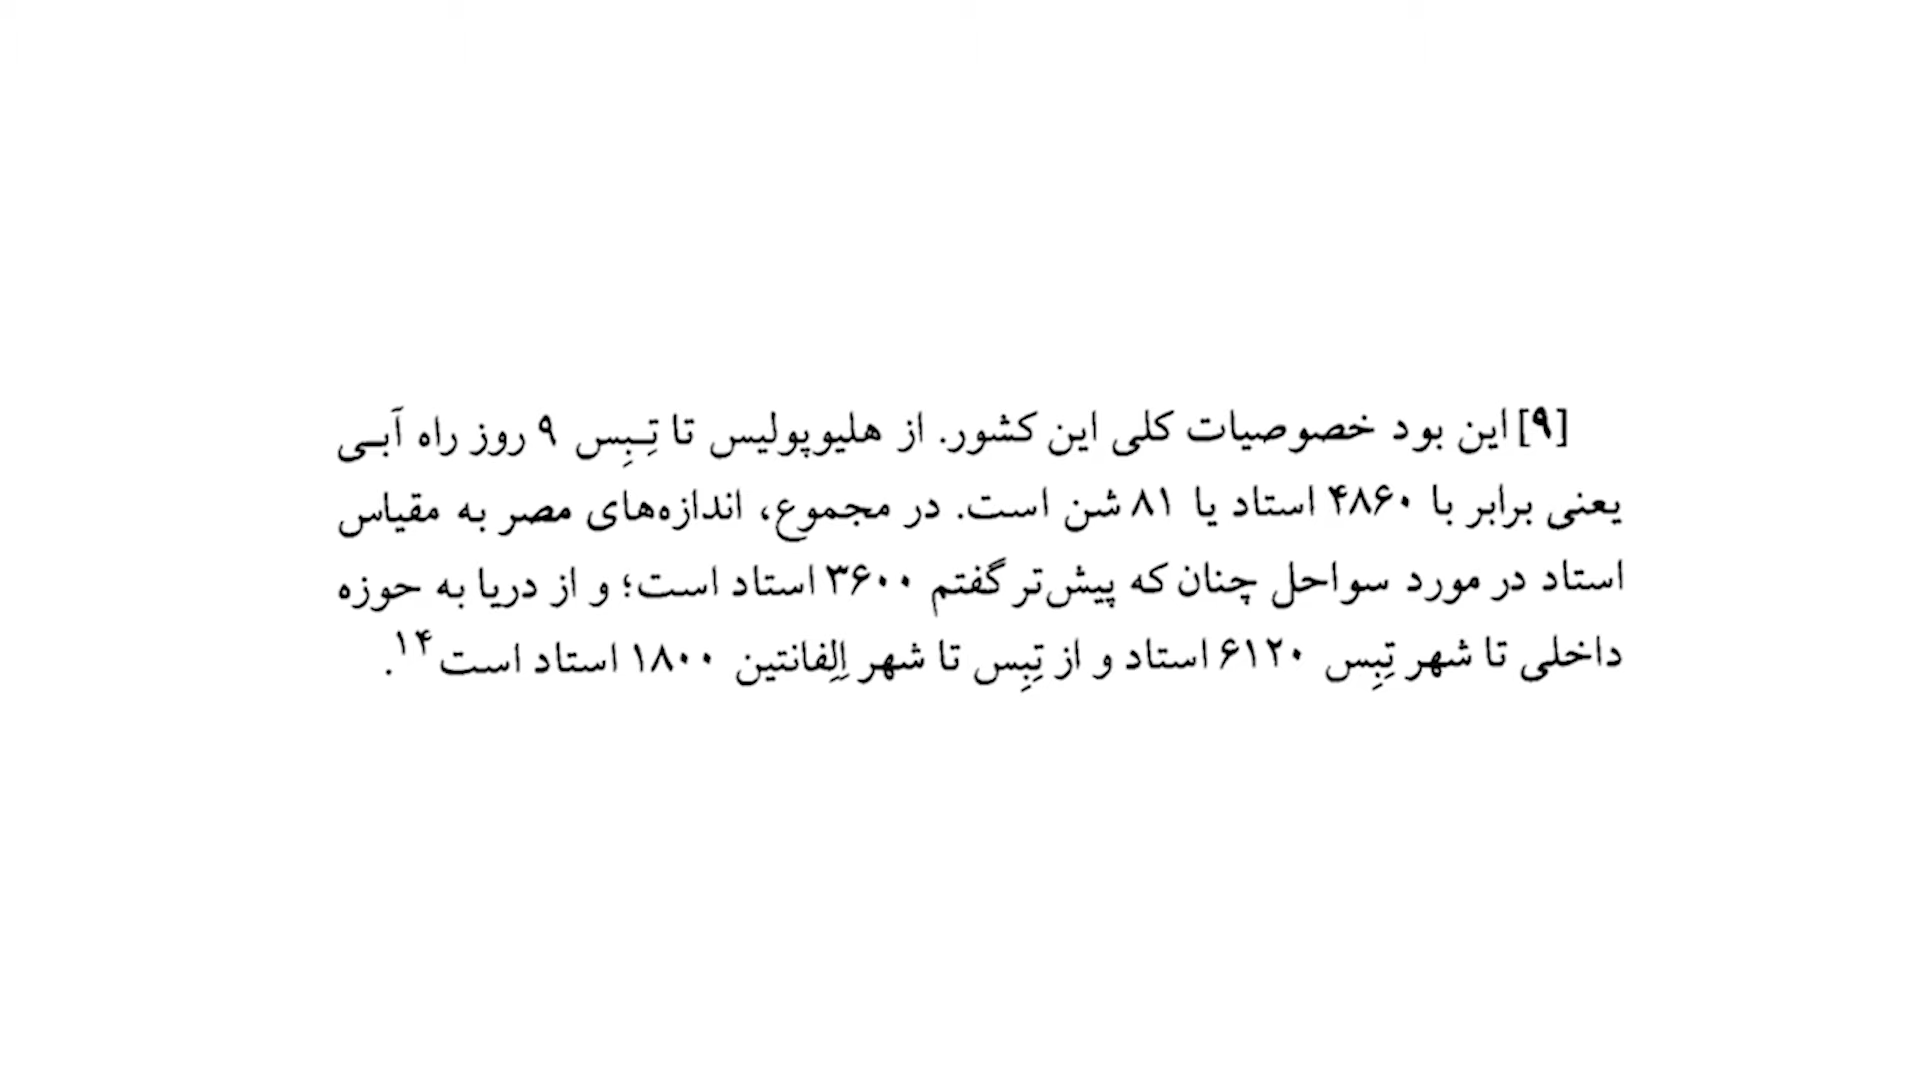 [۹] این بود خصوصیات کلی این کشور. از هلیوپولیس تا تِـبِس ۹ روز راه آبـی
یعنی برابر با ۴۸۶۰ استاد یا ۸۱ شن است. در مجموع، اندازه‌های مصر به مقیاس
استاد در مورد سواحل چنان که پیش‌تر گفتم ۳۶۰۰ استاد است؛ و از دریا به حوزه
داخلی تا شهر تِبِس ۶۱۲۰ استاد و از تِبِس تا شهر اِلِفانتین ۱۸۰۰ استاد است۱۴.